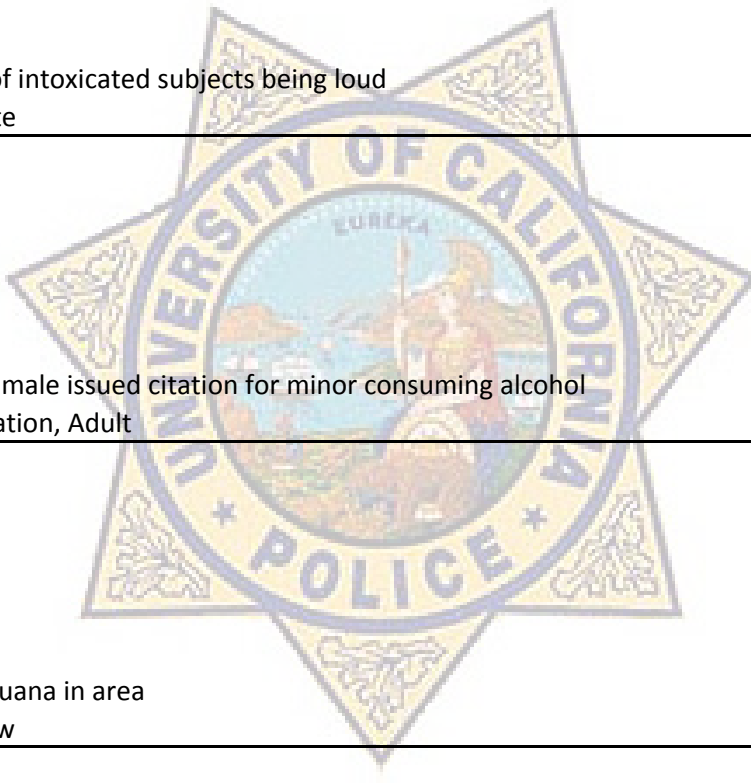 of intoxicated subjects being loud
UNIVERSITY OF CALIFORNIA
EUREKA
male issued citation for minor consuming alcohol
ation, Adult
POLICE
uana in area